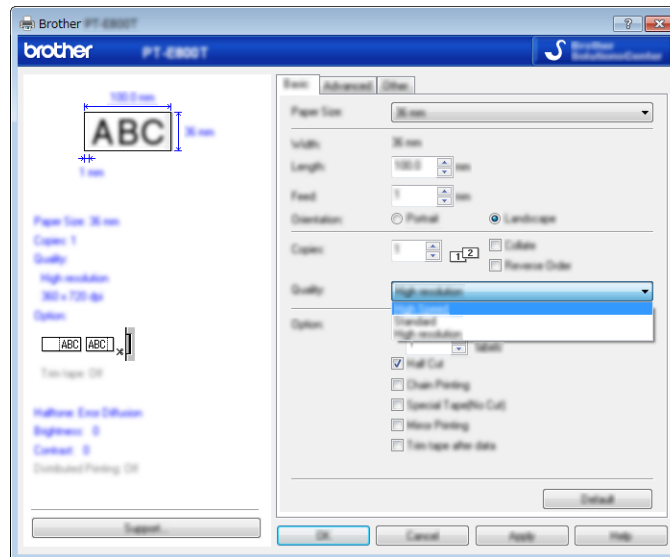 Brother PT-E800T
brother PT-E800T
Brother
SolutionsCenter
Basic Advanced Other
100.0 mm
ABC
36 mm
1 mm
Paper Size: 36 mm
Copies: 1
Quality:
High resolution
360 x 720 dpi
Option:
ABC ABC
Trim tape: Off
Halftone: Error Diffusion
Brightness: 0
Contrast: 0
Distributed Printing: Off
Support...
Paper Size: 36 mm
Width: 36 mm
Length: 100.0 mm
Feed: 1 mm
Orientation: Portrait Landscape
Copies: 1
1 2
Collate
Reverse Order
Quality: High resolution
High Speed
Standard
High resolution
Option:
1 labels
Half Cut
Chain Printing
Special Tape(No Cut)
Mirror Printing
Trim tape after data
Default
OK Cancel Apply Help